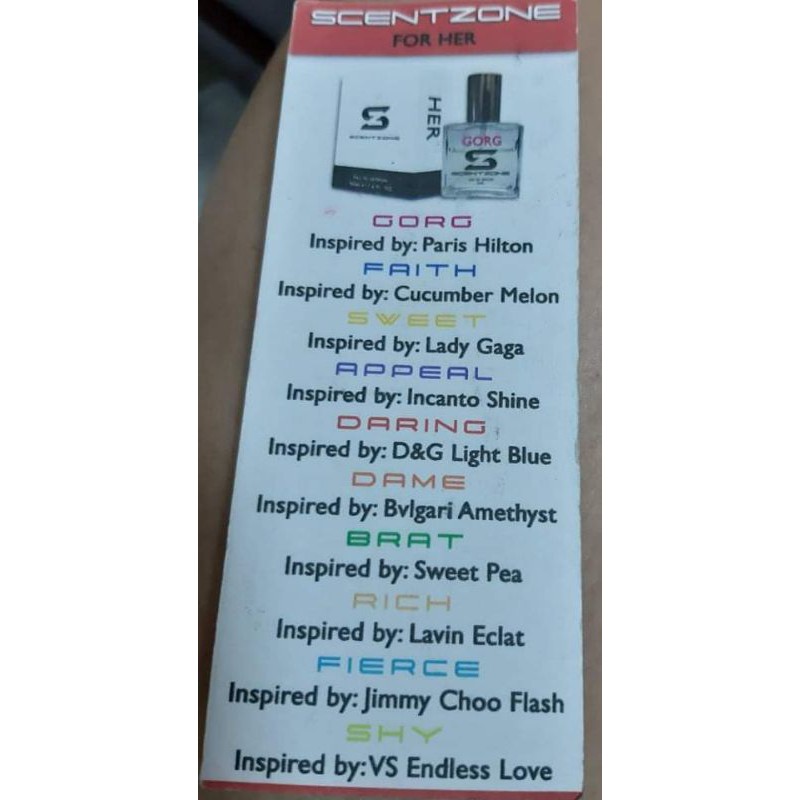 SCENTZONE
FOR HER
S
SCENTZONE
HER
GORG
S
SCENTZONE
GORG
Inspired by: Paris Hilton
FAITH
Inspired by: Cucumber Melon
SWEET
Inspired by: Lady Gaga
APPEAL
Inspired by: Incanto Shine
DARING
Inspired by: D&G Light Blue
DAME
Inspired by: Bvlgari Amethyst
BRAT
Inspired by: Sweet Pea
RICH
Inspired by: Lavin Eclat
FIERCE
Inspired by: Jimmy Choo Flash
SHY
Inspired by:VS Endless Love